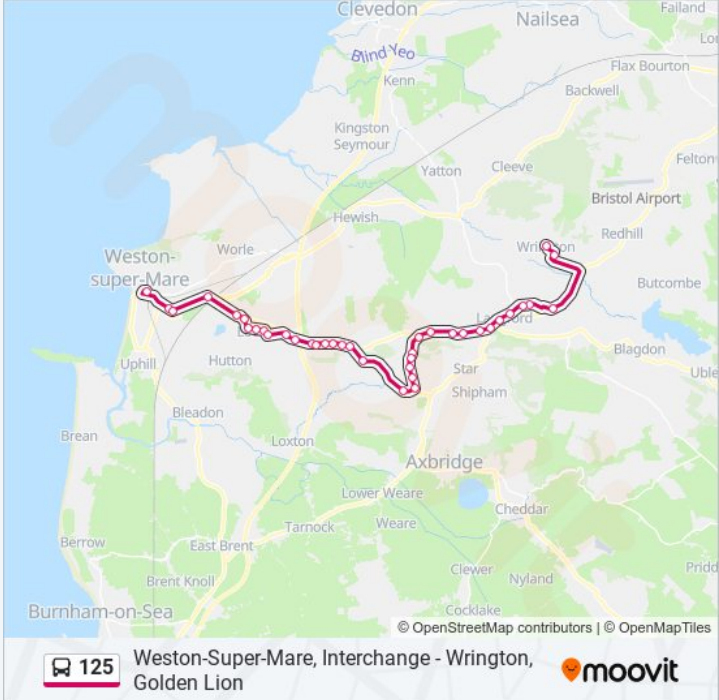 Clevedon
Failand
Nailsea
Blind Yeo
Flax Bourton
Kenn
Backwell
Kingston
Seymour
Yatton
Cleeve
Felton
Bristol Airport
Hewish
Redhill
Worle
Weston-
super-Mare
Butcombe
Blagdon
Uphill
Hutton
Star
Shipham
Bleadon
Brean
Loxton
Axbridge
Lower Weare
Cheddar
Tarnock
Weare
Berrow
East Brent
Clewer
Nyland
Brent Knoll
Burnham-on-Sea
Cocklake
© OpenStreetMap contributors | © OpenMapTiles
125
Weston-Super-Mare, Interchange - Wrington,
Golden Lion
moovit